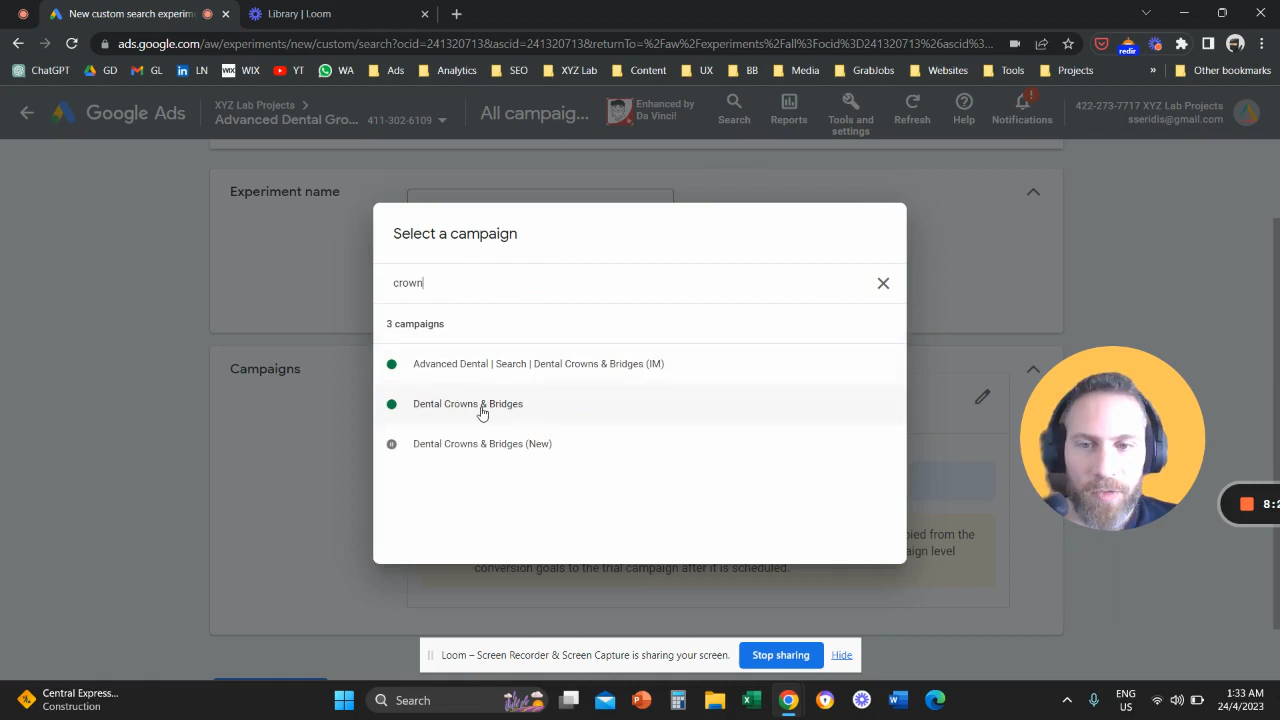 New custom search experim
Library | Loom
ads.google.com/aw/experiments/new/custom/search?ocid=241320713&ascid=241320713&returnTo=%2Faw%2Fexperiments%2Fall%3Focid%3D241320713%26ascid%...
redir
ChatGPT
GD
GL
LN
WIX
WIX
YT
WA
Ads
Analytics
SEO
XYZ Lab
Content
UX
BB
Media
GrabJobs
Websites
Tools
Projects
»
Other bookmarks
Google Ads
XYZ Lab Projects
Advanced Dental Gro...
411-302-6109
All campaig...
Enhanced by
Da Vinci!
Search
Reports
Tools and
settings
Refresh
Help
!
Notifications
422-273-7717 XYZ Lab Projects
sseridis@gmail.com
Experiment name
Select a campaign
crown
3 campaigns
Advanced Dental | Search | Dental Crowns & Bridges (IM)
Dental Crowns & Bridges
Dental Crowns & Bridges (New)
Campaigns
pied from the
aign level
conversion goals to the trial campaign after it is scheduled.
8:2
Loom – Screen Recorder & Screen Capture is sharing your screen.
Stop sharing
Hide
Central Express...
Construction
Search
ENG
US
1:33 AM
24/4/2023